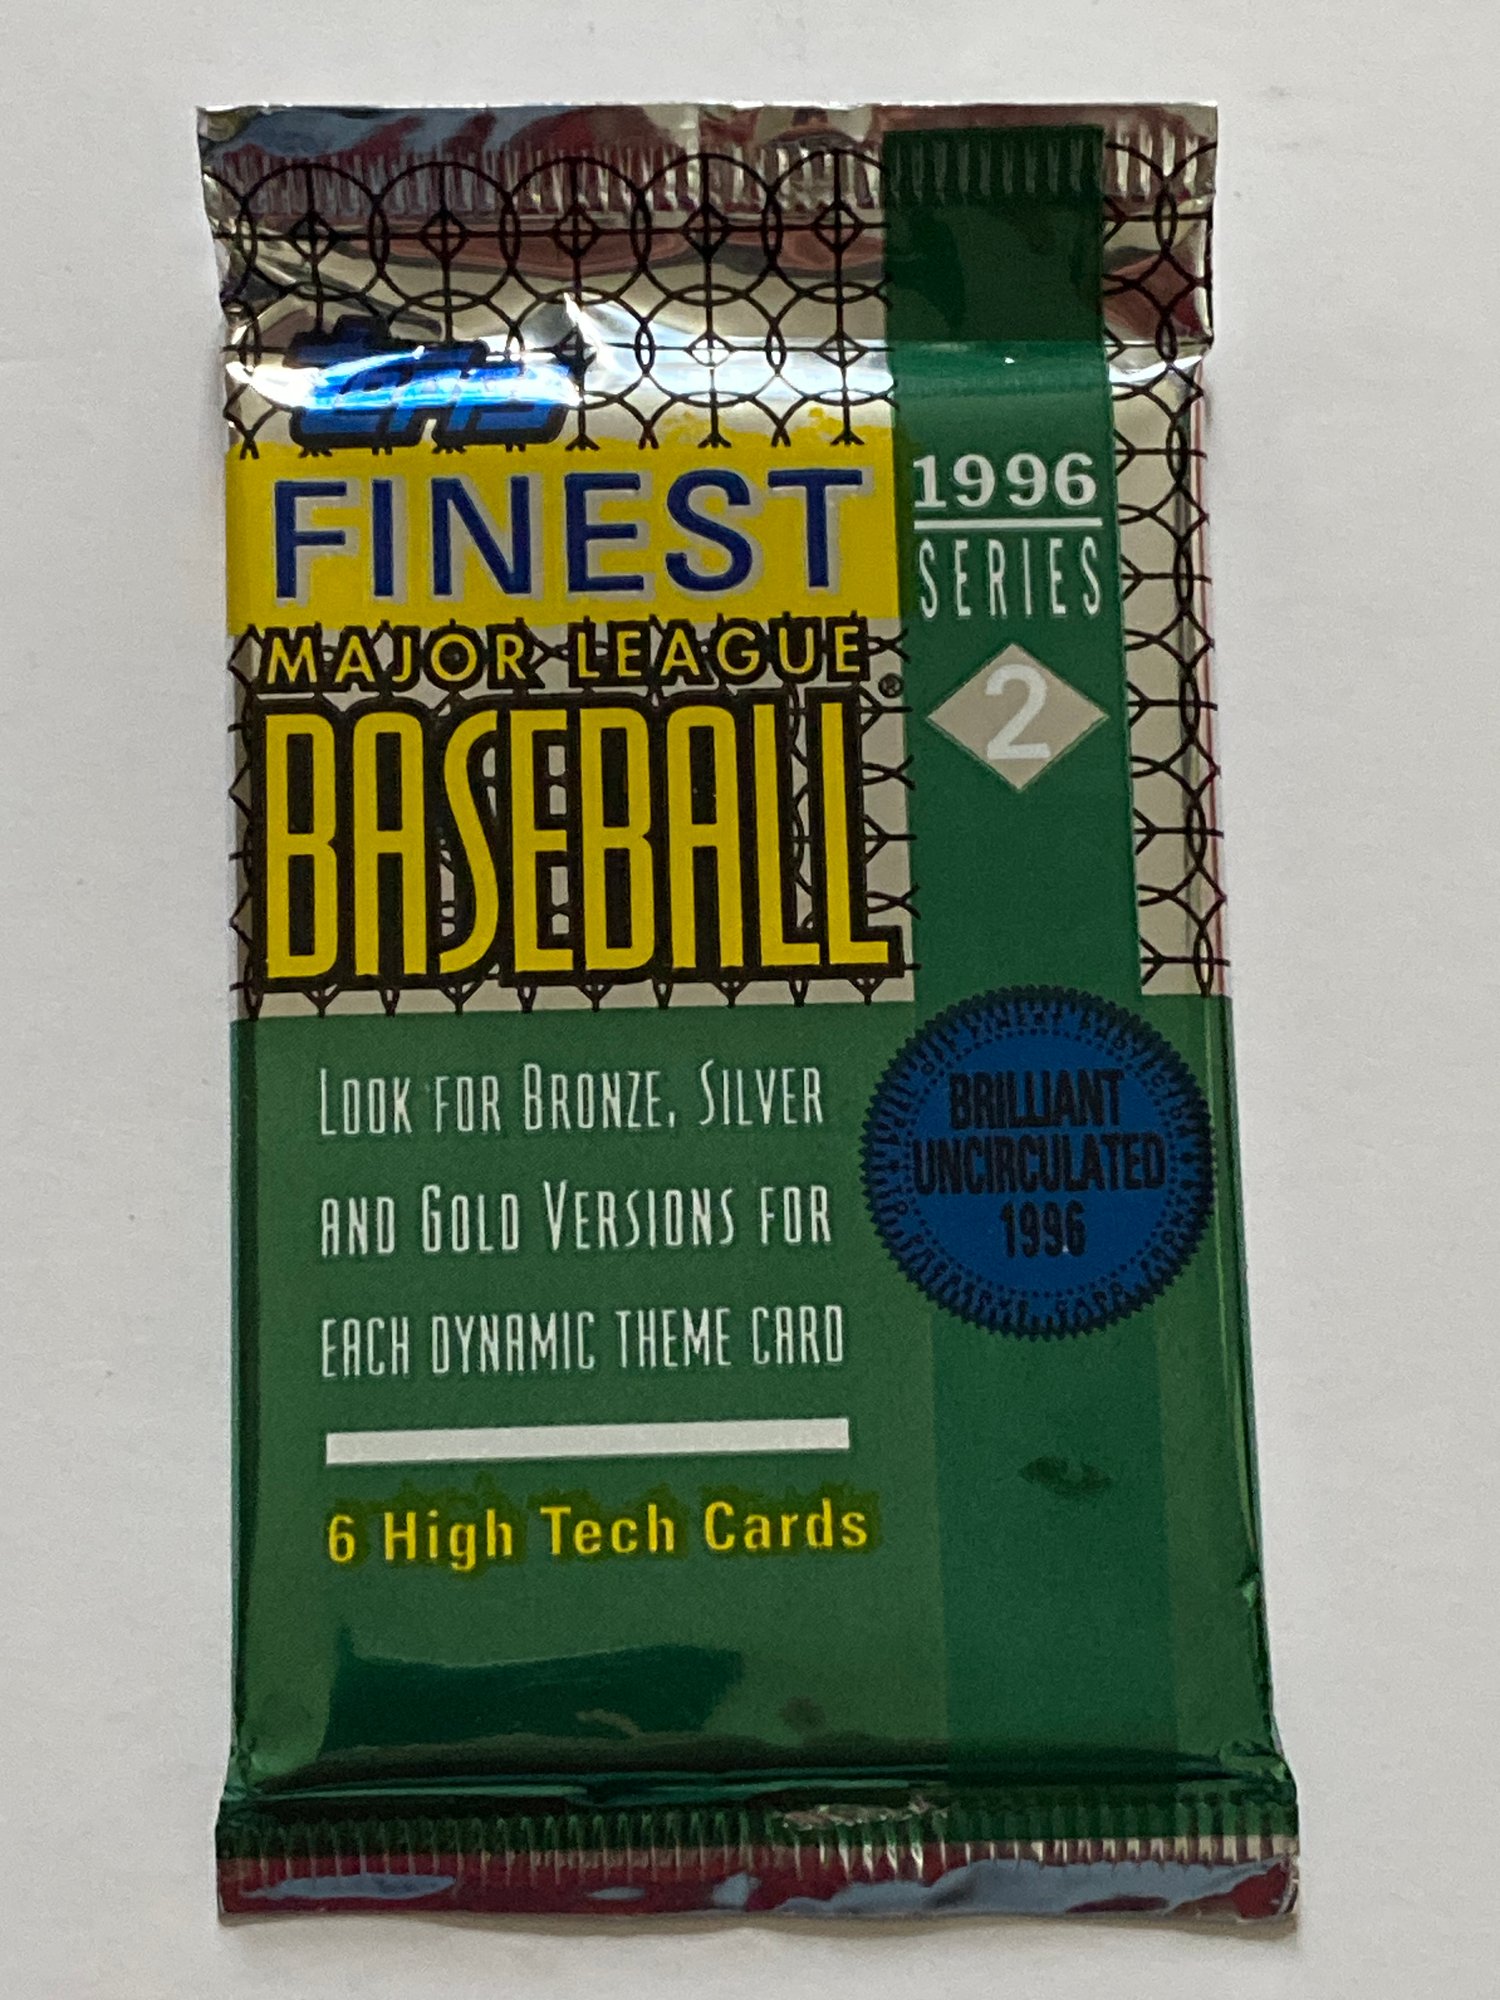 Topps
FINEST
MAJOR LEAGUE
BASEBALL®
1996
SERIES
2
LOOK FOR BRONZE, SILVER
AND GOLD VERSIONS FOR
EACH DYNAMIC THEME CARD
6 High Tech Cards
BRILLIANT
UNCIRCULATED
1996